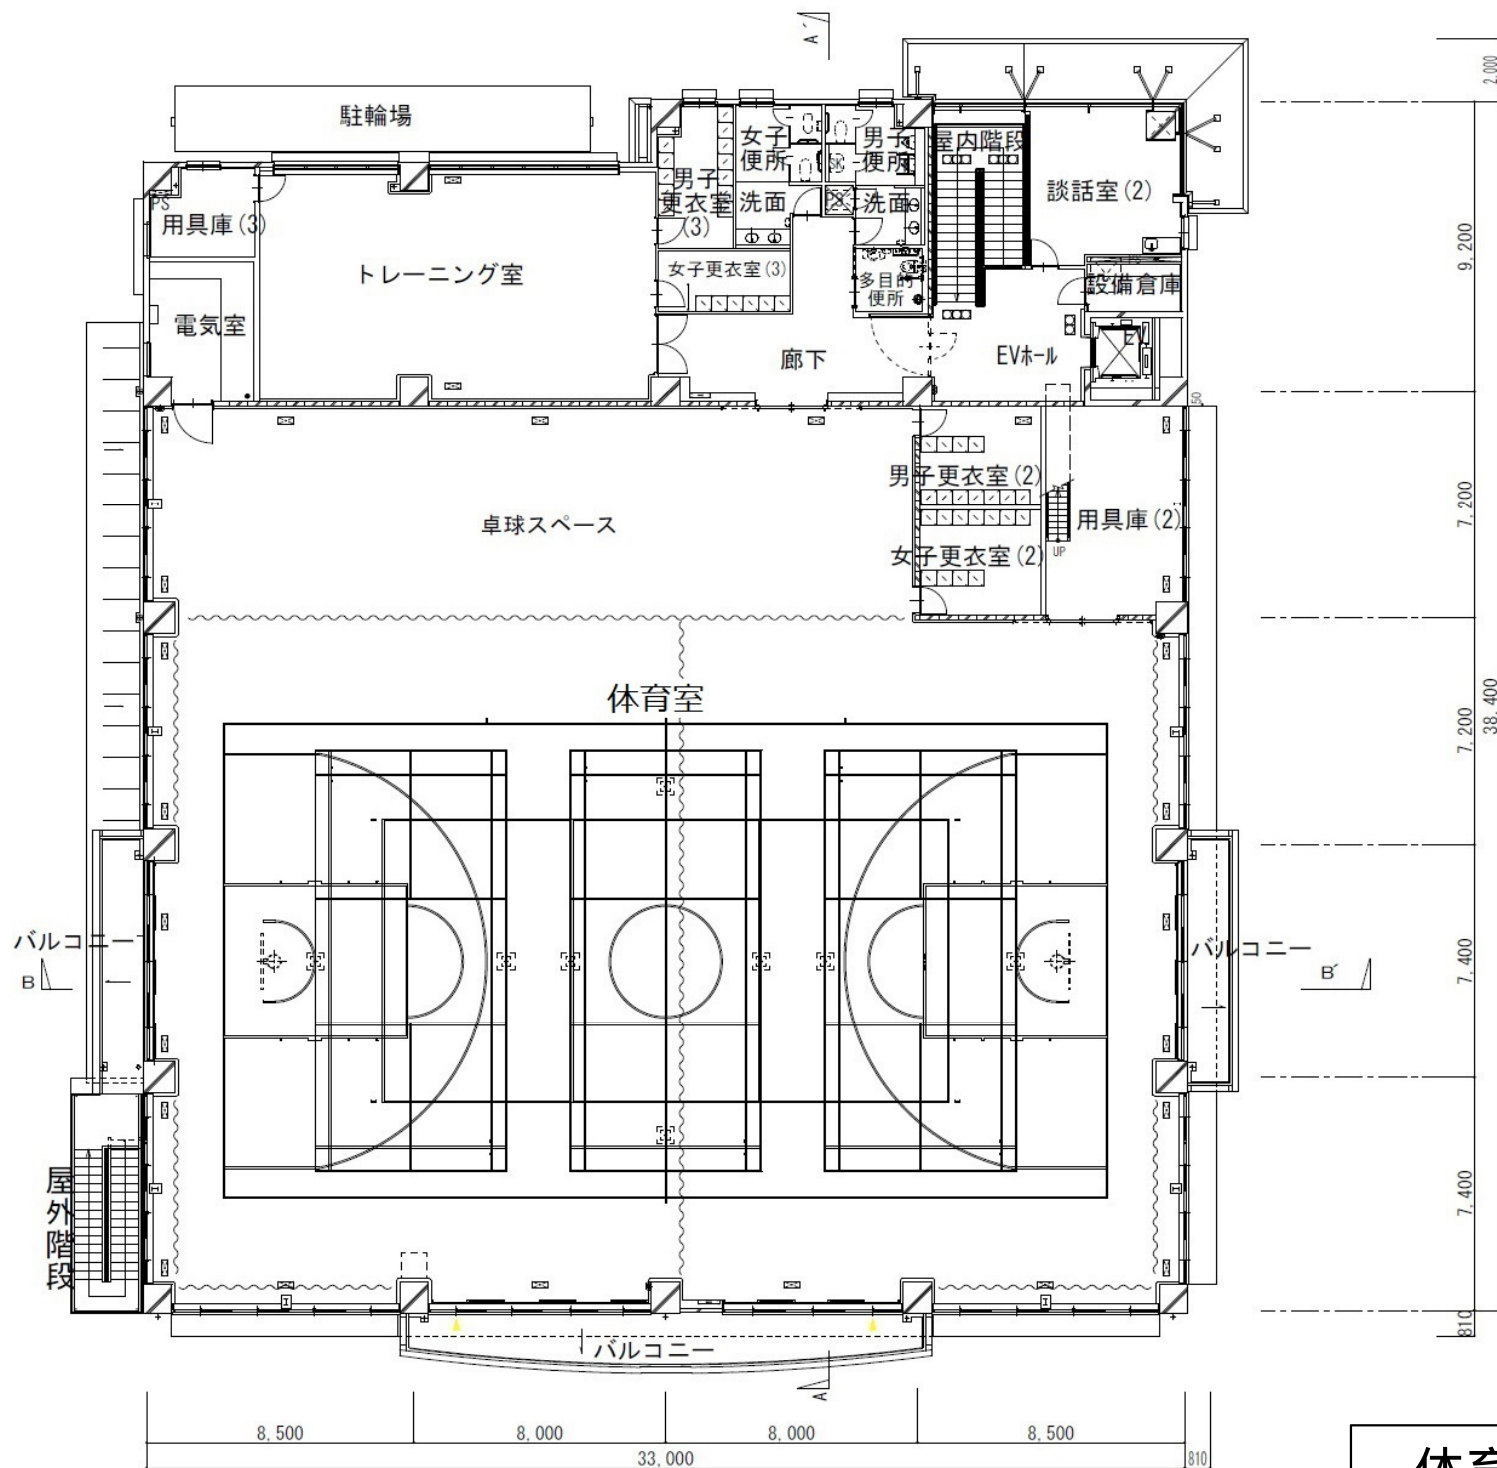 A´
2,000
駐輪場
女子
便所
男子
便所
屋内階段
SK
談話室(2)
男子
更衣室
(3)
洗面
PS
洗面
PS
用具庫(3)
9,200
トレーニング室
女子更衣室(3)
多目的
便所
設備倉庫
電気室
EV
廊下
EVホール
50
男子更衣室(2)
卓球スペース
用具庫(2)
7,200
女子更衣室(2)
UP
体育室
7,200
38,400
バルコニー
バルコニー
B
B´
7,400
屋外階段
7,400
810
バルコニー
A
8,500
8,000
8,000
8,500
33,000
810
体育